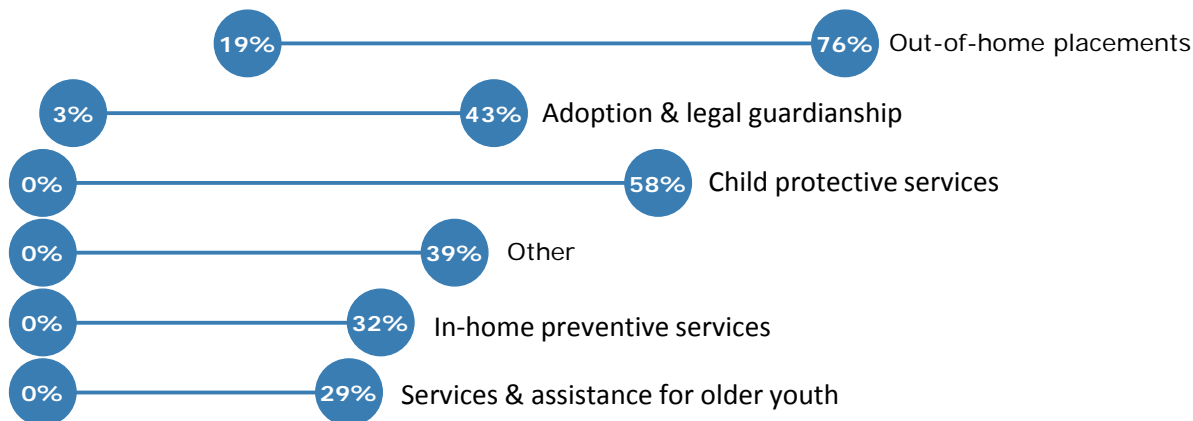 19% 76% Out-of-home placements
3% 43% Adoption & legal guardianship
0% 58% Child protective services
0% 39% Other
0% 32% In-home preventive services
0% 29% Services & assistance for older youth